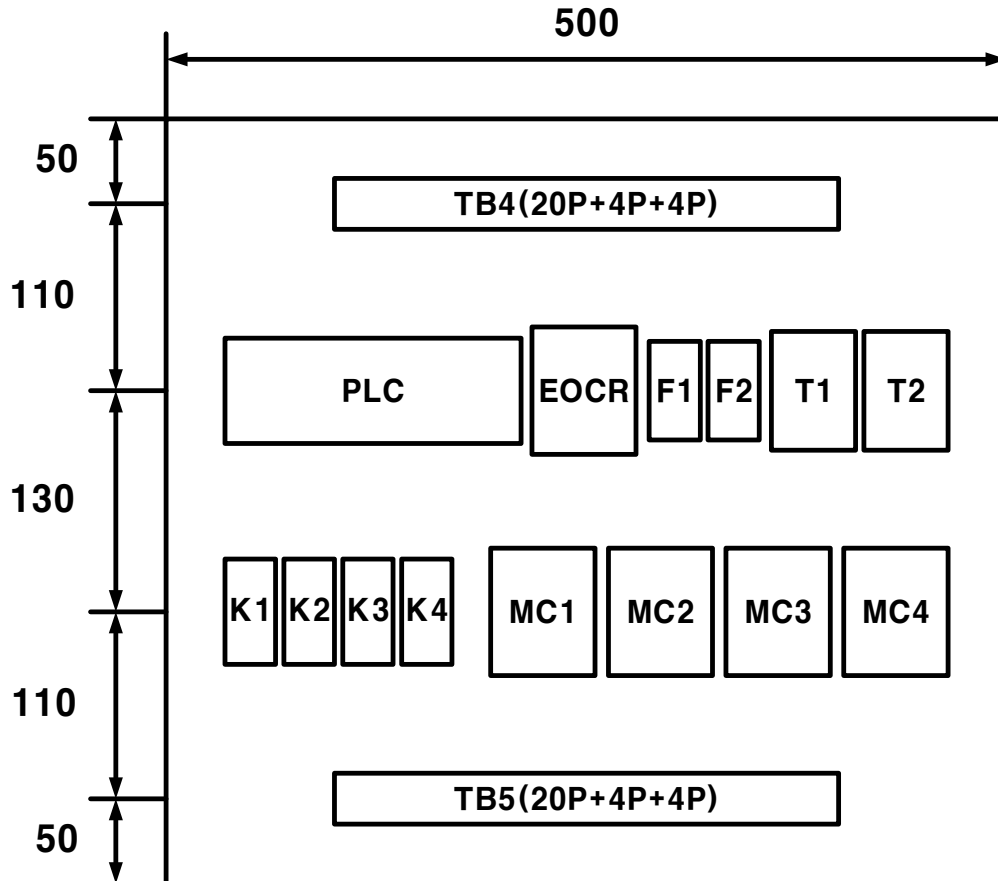 500
50
TB4(20P+4P+4P)
110
PLC
EOCR
F1
F2
T1
T2
130
K1
K2
K3
K4
MC1
MC2
MC3
MC4
110
TB5(20P+4P+4P)
50